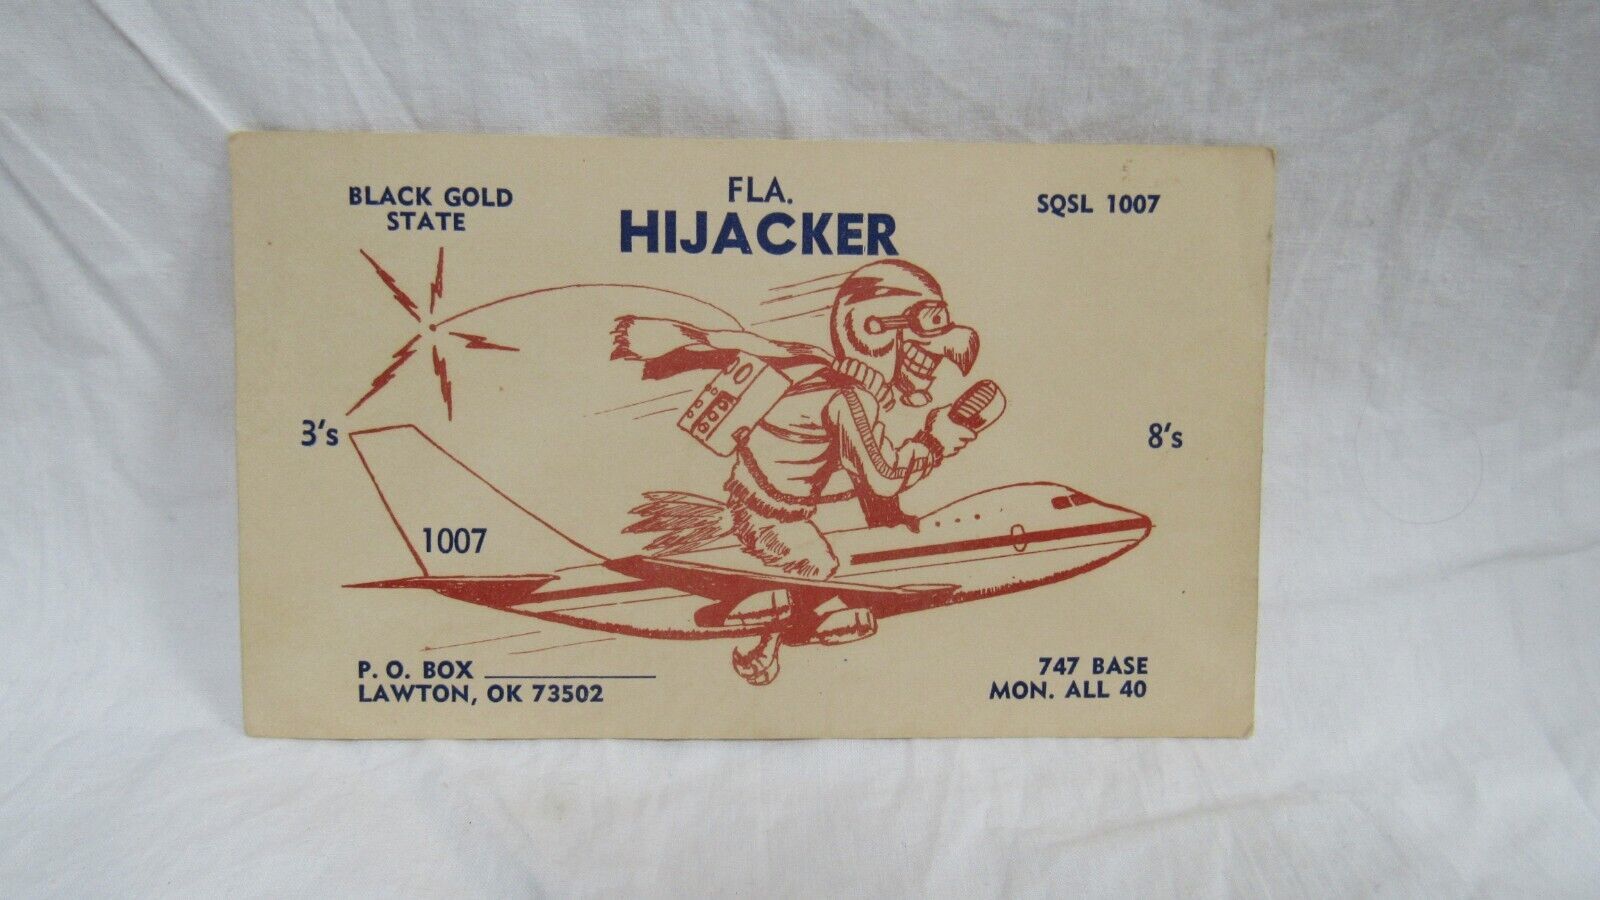 BLACK GOLD
STATE
FLA.
HIJACKER
SQSL 1007
3's
8's
1007
P. O. BOX
LAWTON, OK 73502
747 BASE
MON. ALL 40